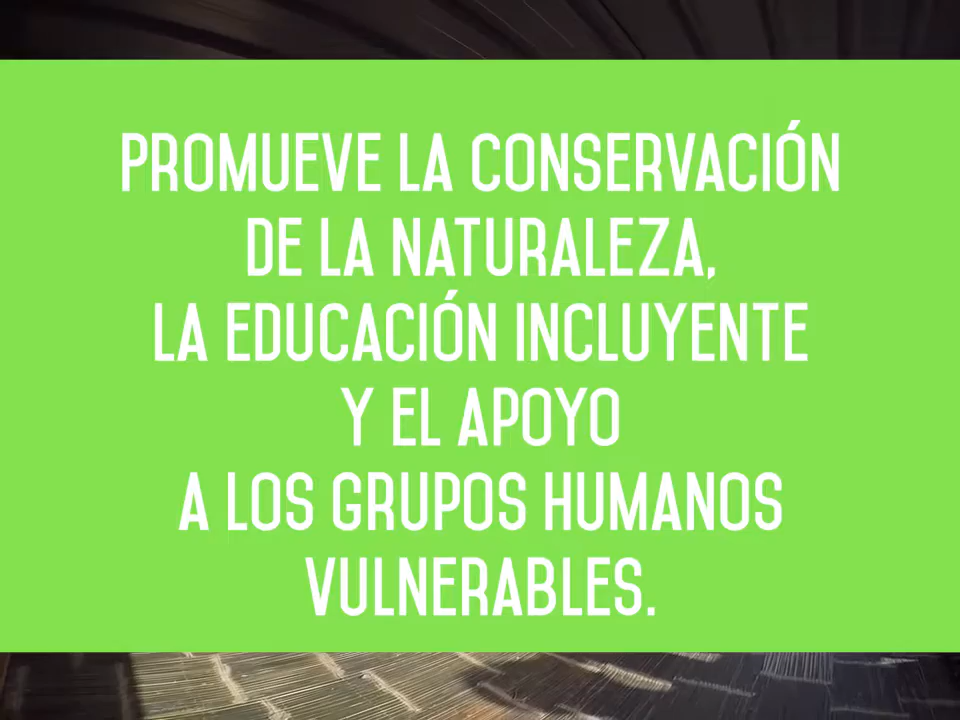 PROMUEVE LA CONSERVACIÓN
DE LA NATURALEZA,
LA EDUCACIÓN INCLUYENTE
Y EL APOYO
A LOS GRUPOS HUMANOS
VULNERABLES.